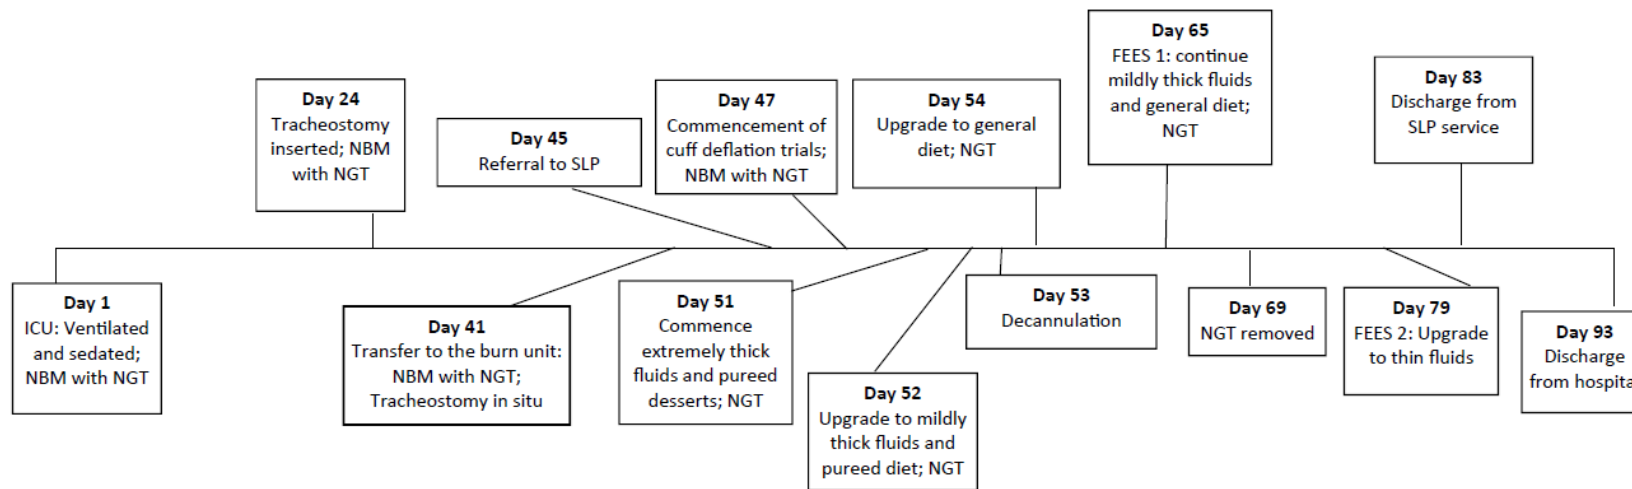 Day 1
ICU: Ventilated
and sedated;
NBM with NGT
Day 24
Tracheostomy
inserted; NBM
with NGT
Day 41
Transfer to the burn unit:
NBM with NGT;
Tracheostomy in situ
Day 45
Referral to SLP
Day 47
Commencement of
cuff deflation trials;
NBM with NGT
Day 51
Commence
extremely thick
fluids and pureed
desserts; NGT
Day 52
Upgrade to mildly
thick fluids and
pureed diet; NGT
Day 53
Decannulation
Day 54
Upgrade to general
diet; NGT
Day 65
FEES 1: continue
mildly thick fluids
and general diet;
NGT
Day 69
NGT removed
Day 79
FEES 2: Upgrade
to thin fluids
Day 83
Discharge from
SLP service
Day 93
Discharge
from hospital